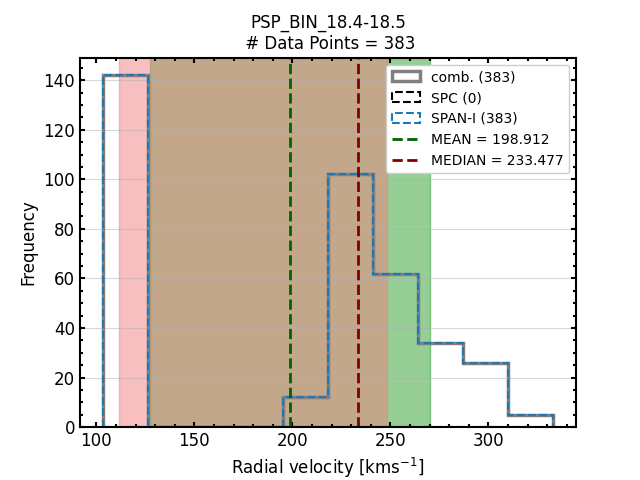 PSP_BIN_18.4-18.5
# Data Points = 383
comb. (383)
SPC (0)
SPAN-I (383)
MEAN = 198.912
MEDIAN = 233.477
Frequency
140
120
100
80
60
40
20
0
100 150 200 250 300
Radial velocity [kms⁻¹]